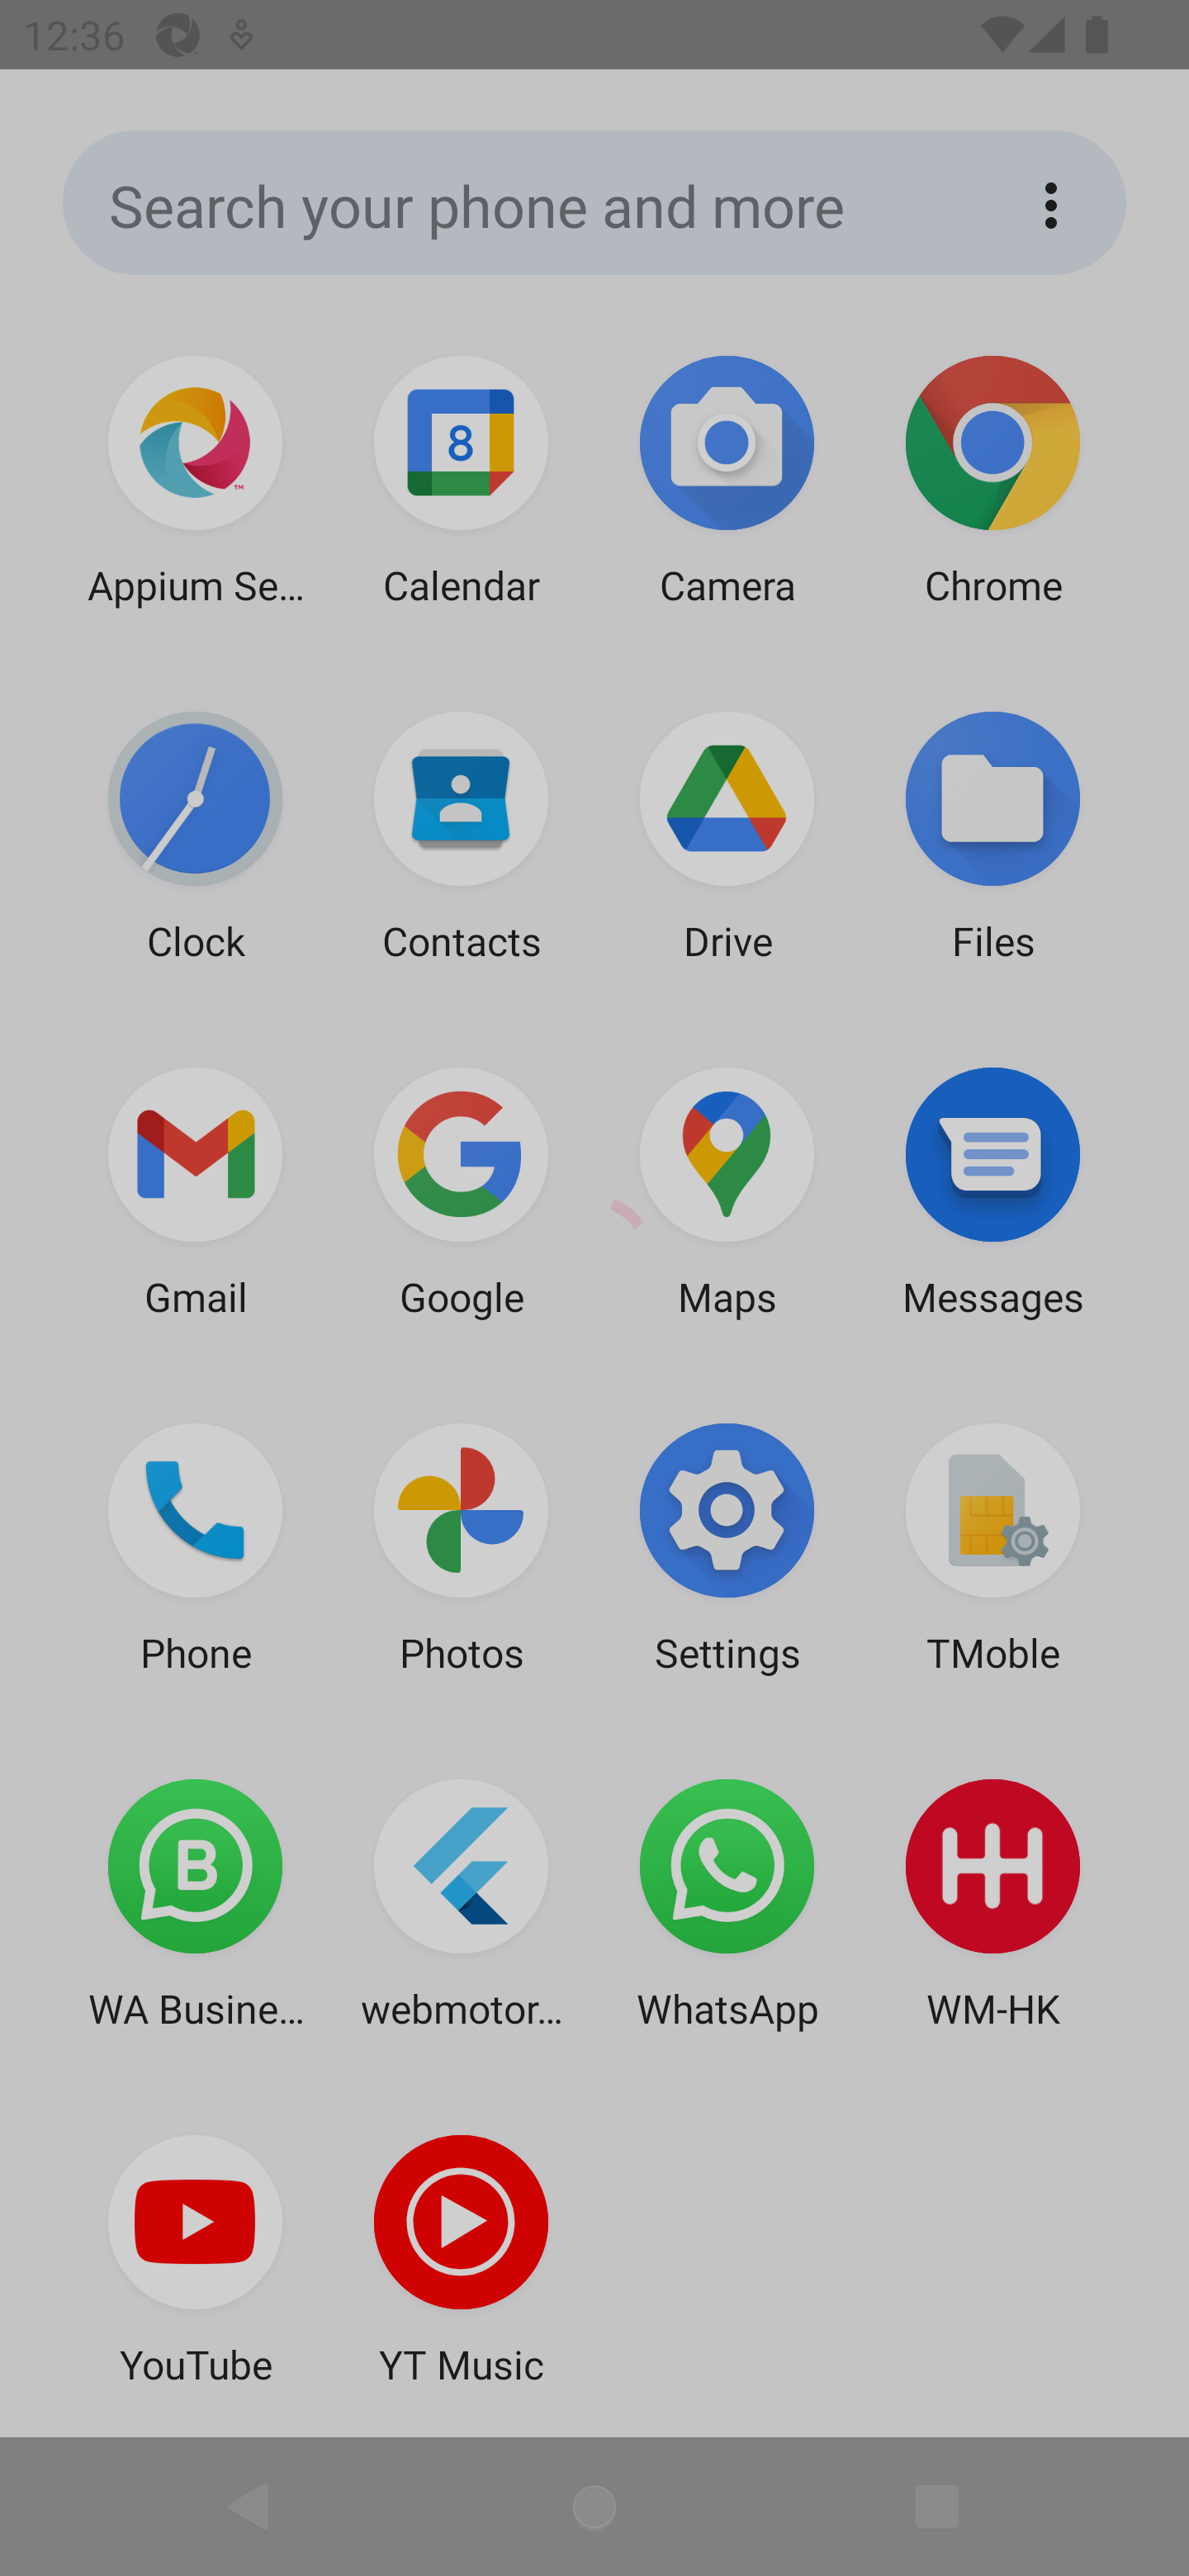 12:36
Search your phone and more
8
™
Appium Se… Calendar Camera Chrome
Clock Contacts Drive Files
Gmail Google Maps Messages
Phone Photos Settings TMoble
B
WA Busine… webmotor… WhatsApp WM-HK
YouTube YT Music